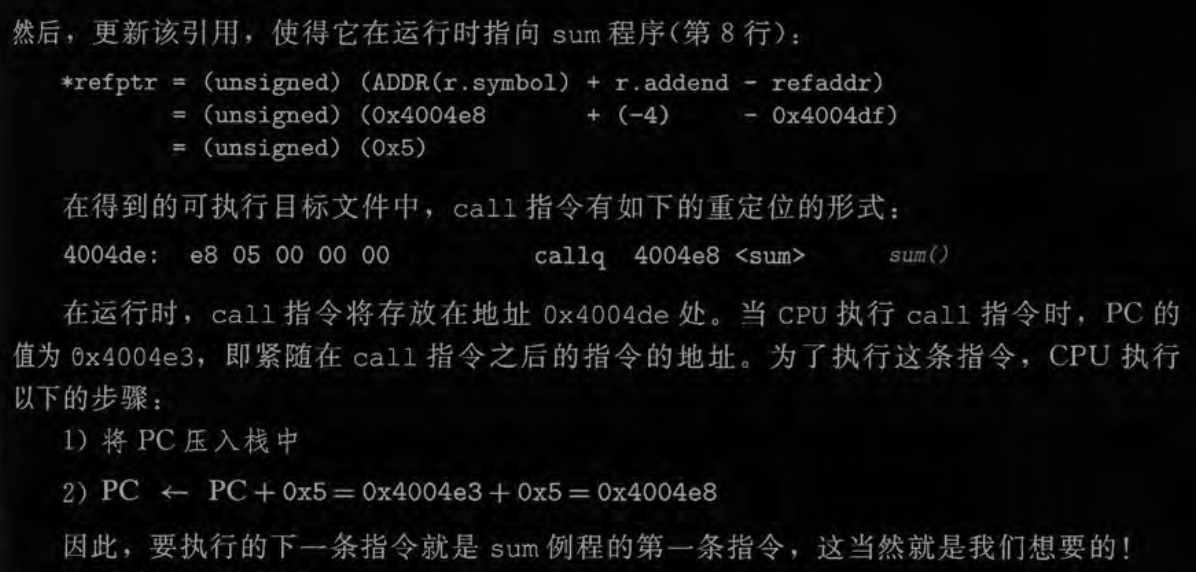 然后，更新该引用，使得它在运行时指向 sum 程序(第 8 行)：
*refptr = (unsigned) (ADDR(r.symbol) + r.addend - refaddr)
= (unsigned) (0x4004e8 + (-4) - 0x4004df)
= (unsigned) (0x5)
在得到的可执行目标文件中，call 指令有如下的重定位的形式：
4004de: e8 05 00 00 00 callq 4004e8 <sum> sum()
在运行时，call 指令将存放在地址 0x4004de 处。当 CPU 执行 call 指令时，PC 的
值为 0x4004e3，即紧随在 call 指令之后的指令的地址。为了执行这条指令，CPU 执行
以下的步骤：
1) 将 PC 压入栈中
2) PC ← PC + 0x5 = 0x4004e3 + 0x5 = 0x4004e8
因此，要执行的下一条指令就是 sum 例程的第一条指令，这当然就是我们想要的！